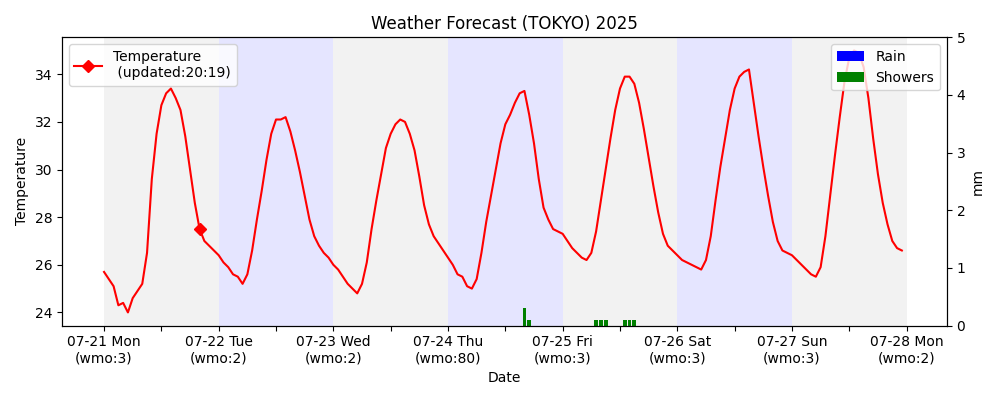 Weather Forecast (TOKYO) 2025
Temperature
(updated:20:19)
Rain
Showers
Temperature
34
32
30
28
26
24
5
4
3
2
1
0
mm
07-21 Mon
(wmo:3)
07-22 Tue
(wmo:2)
07-23 Wed
(wmo:2)
07-24 Thu
(wmo:80)
07-25 Fri
(wmo:3)
07-26 Sat
(wmo:3)
07-27 Sun
(wmo:3)
07-28 Mon
(wmo:2)
Date